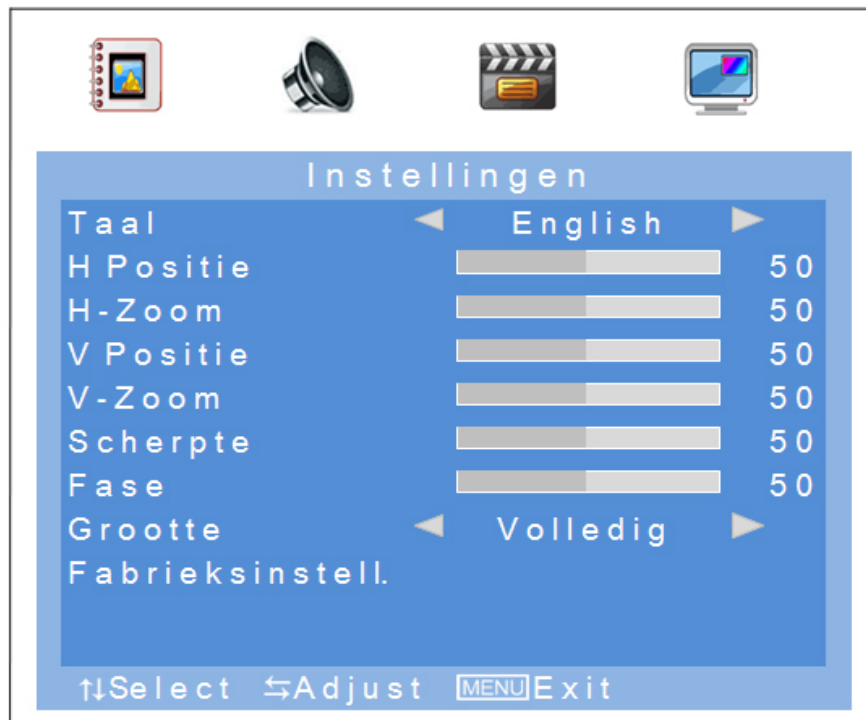 Instellingen
Taal English
H Positie 50
H-Zoom 50
V Positie 50
V-Zoom 50
Scherpte 50
Fase 50
Grootte Volledig
Fabrieksinstell.
↑↓Select ⇆Adjust MENU Exit